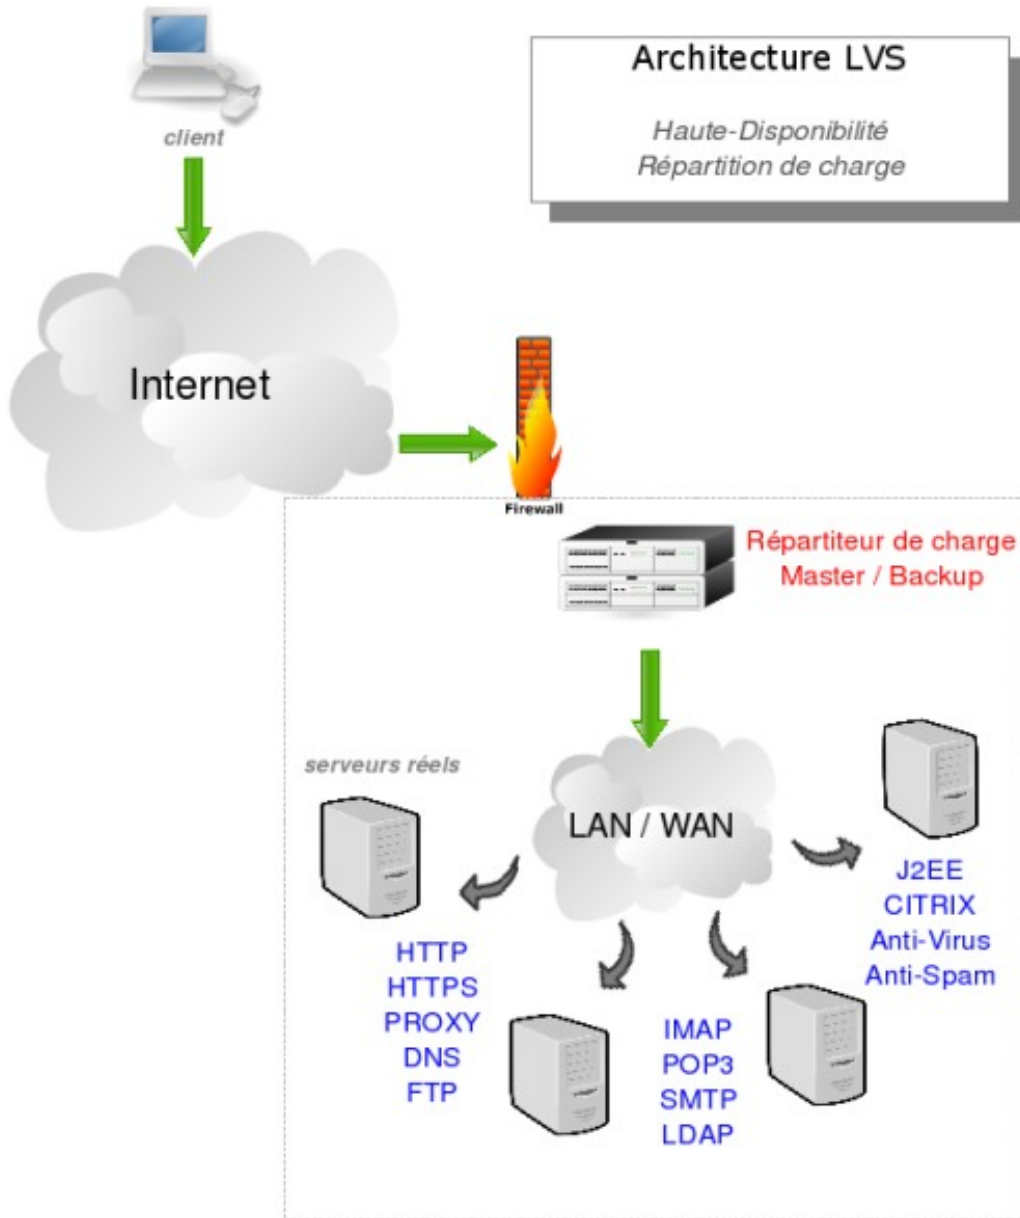 Architecture LVS
Haute-Disponibilité
Répartition de charge
client
Internet
Firewall
Répartiteur de charge
Master / Backup
serveurs réels
LAN / WAN
J2EE
CITRIX
Anti-Virus
Anti-Spam
HTTP
HTTPS
PROXY
DNS
FTP
IMAP
POP3
SMTP
LDAP